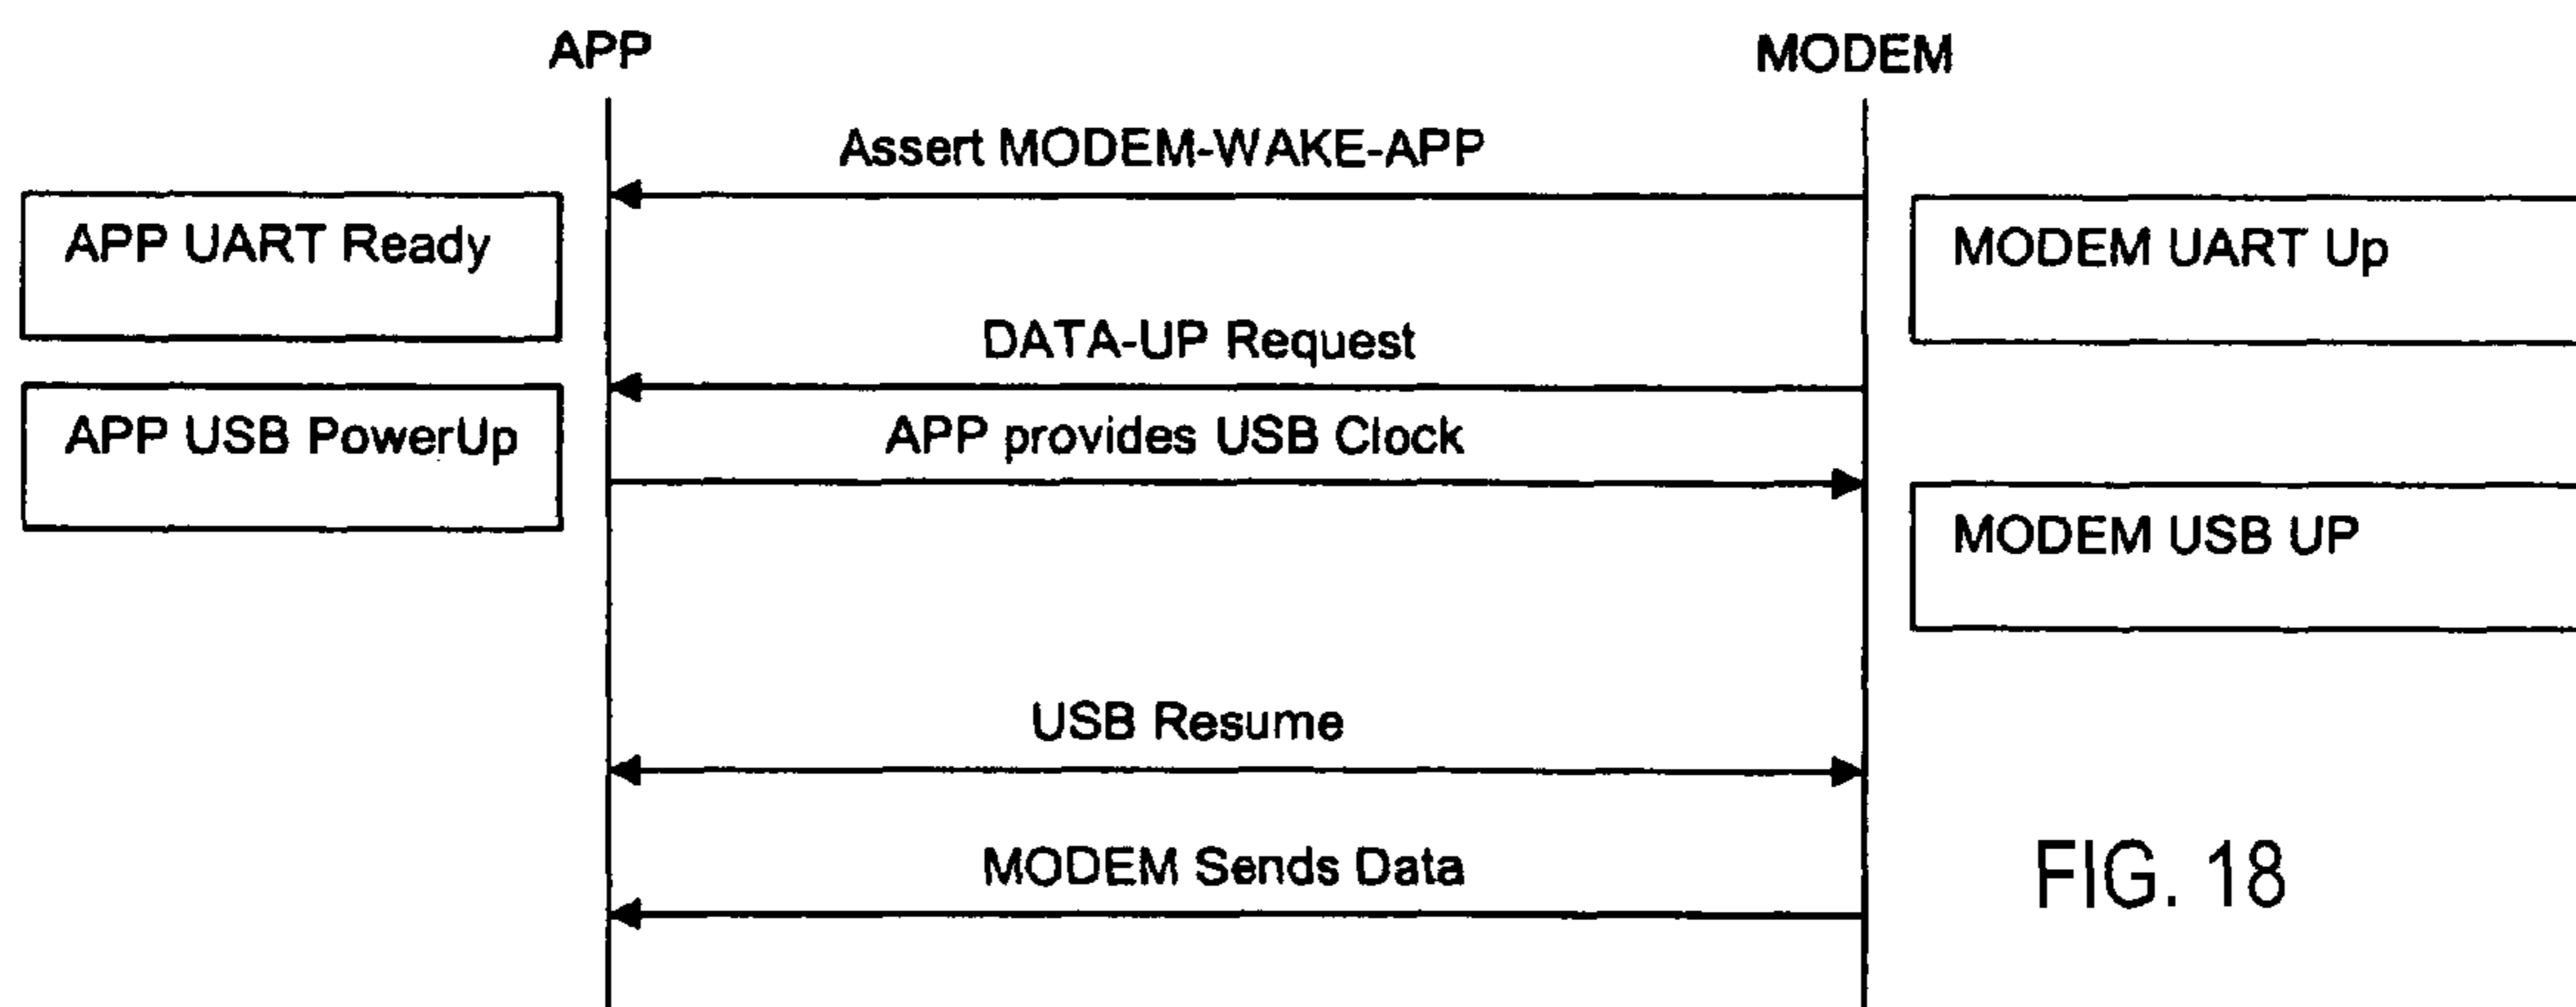 APP
MODEM
Assert MODEM-WAKE-APP
APP UART Ready
MODEM UART Up
DATA-UP Request
APP USB PowerUp
APP provides USB Clock
MODEM USB UP
USB Resume
MODEM Sends Data
FIG. 18